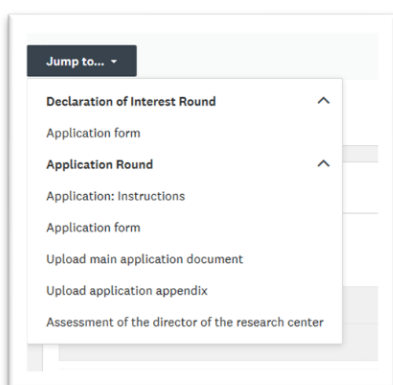 Jump to...
Declaration of Interest Round
Application form
Application Round
Application: Instructions
Application form
Upload main application document
Upload application appendix
Assessment of the director of the research center